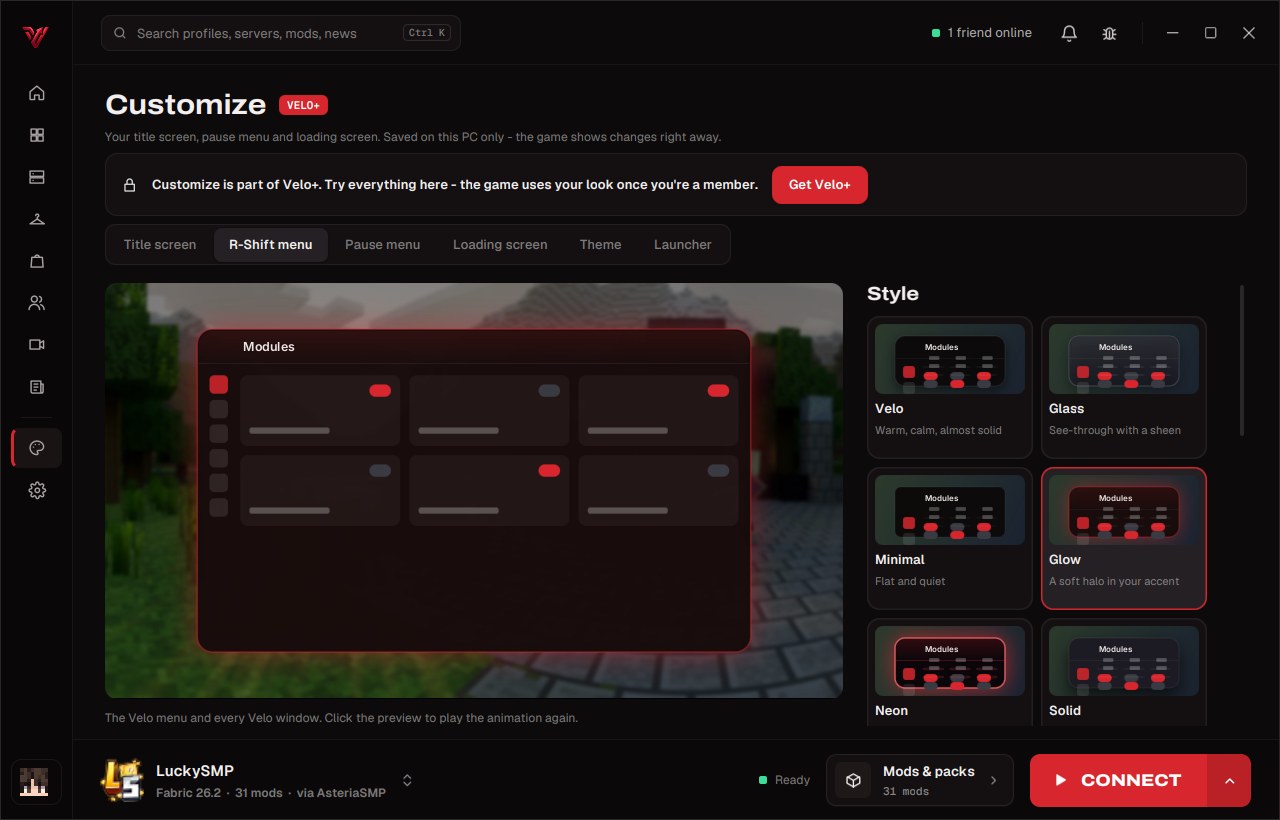 Search profiles, servers, mods, news
Ctrl K
1 friend online
Customize
VELO+
Your title screen, pause menu and loading screen. Saved on this PC only - the game shows changes right away.
Customize is part of Velo+. Try everything here - the game uses your look once you're a member.
Get Velo+
Title screen
R-Shift menu
Pause menu
Loading screen
Theme
Launcher
Modules
Style
Modules
Velo
Warm, calm, almost solid
Modules
Glass
See-through with a sheen
Modules
Minimal
Flat and quiet
Modules
Glow
A soft halo in your accent
Modules
Neon
Modules
Solid
The Velo menu and every Velo window. Click the preview to play the animation again.
LuckySMP
Fabric 26.2 · 31 mods · via AsteriaSMP
Ready
Mods & packs
31 mods
CONNECT